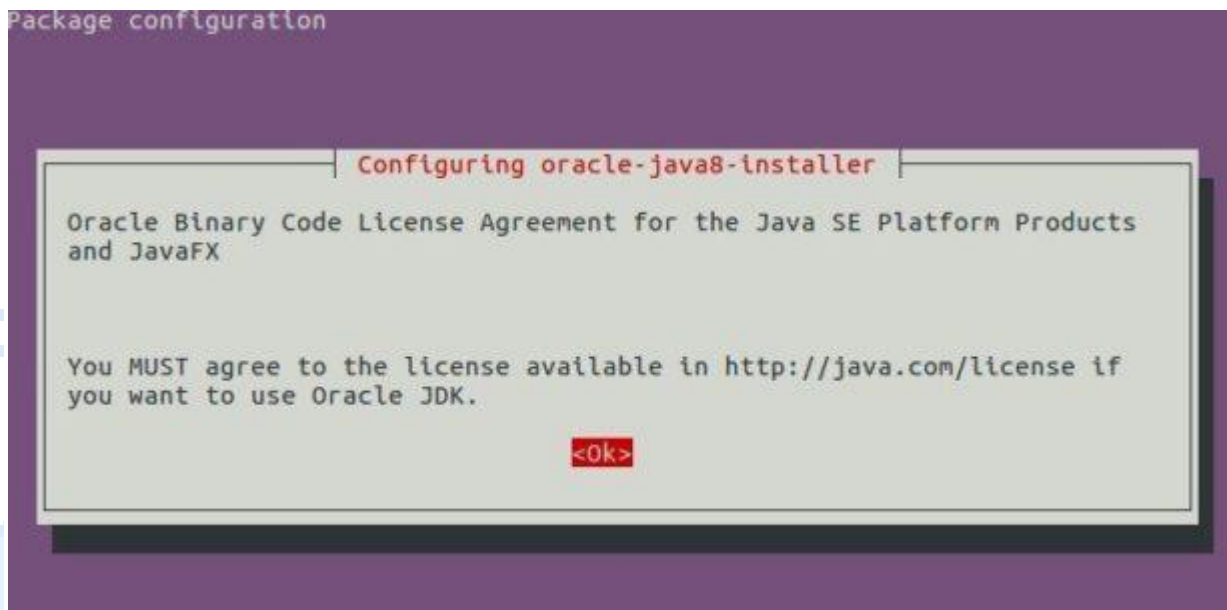 Package configuration
Configuring oracle-java8-installer
Oracle Binary Code License Agreement for the Java SE Platform Products
and JavaFX
You MUST agree to the license available in http://java.com/license if
you want to use Oracle JDK.
<Ok>